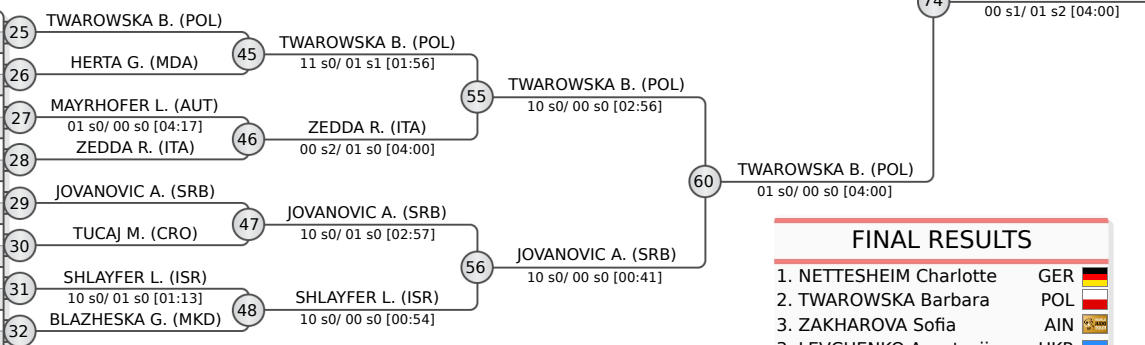 74
00 s1/ 01 s2 [04:00]
25
TWAROWSKA B. (POL)
26
HERTA G. (MDA)
45
TWAROWSKA B. (POL)
11 s0/ 01 s1 [01:56]
27
MAYRHOFER L. (AUT)
01 s0/ 00 s0 [04:17]
28
ZEDDA R. (ITA)
46
ZEDDA R. (ITA)
00 s2/ 01 s0 [04:00]
55
TWAROWSKA B. (POL)
10 s0/ 00 s0 [02:56]
29
JOVANOVIC A. (SRB)
30
TUCAJ M. (CRO)
47
JOVANOVIC A. (SRB)
10 s0/ 01 s0 [02:57]
31
SHLAYFER L. (ISR)
10 s0/ 01 s0 [01:13]
32
BLAZHESKA G. (MKD)
48
SHLAYFER L. (ISR)
10 s0/ 00 s0 [00:54]
56
JOVANOVIC A. (SRB)
10 s0/ 00 s0 [00:41]
60
TWAROWSKA B. (POL)
01 s0/ 00 s0 [04:00]
FINAL RESULTS
1. NETTESHEIM Charlotte GER
2. TWAROWSKA Barbara POL
3. ZAKHAROVA Sofia AIN